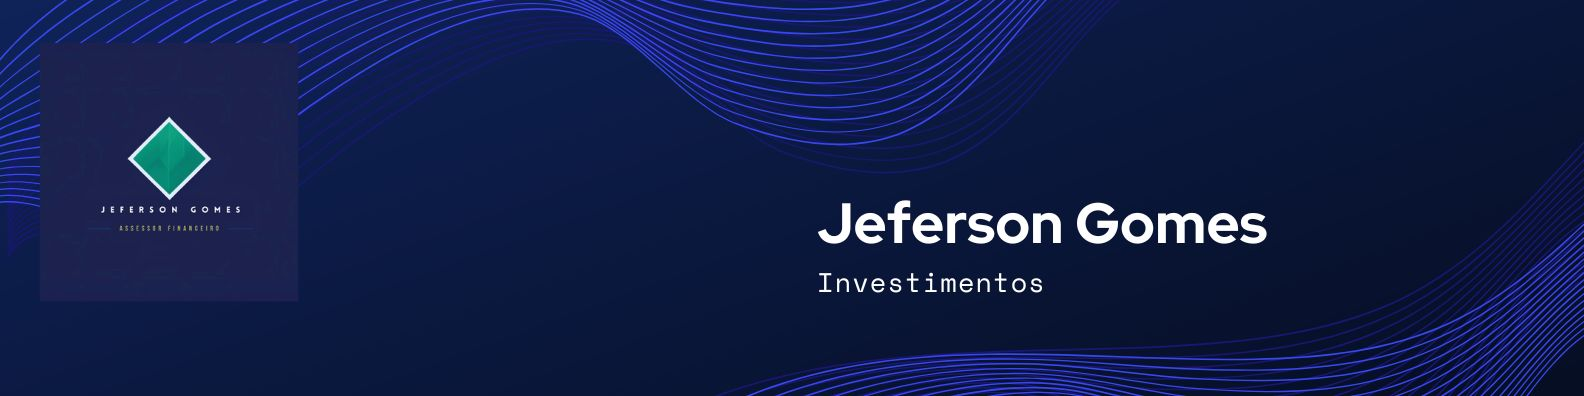 JEFERSON GOMES
ASSESSOR FINANCEIRO
Jeferson Gomes
Investimentos